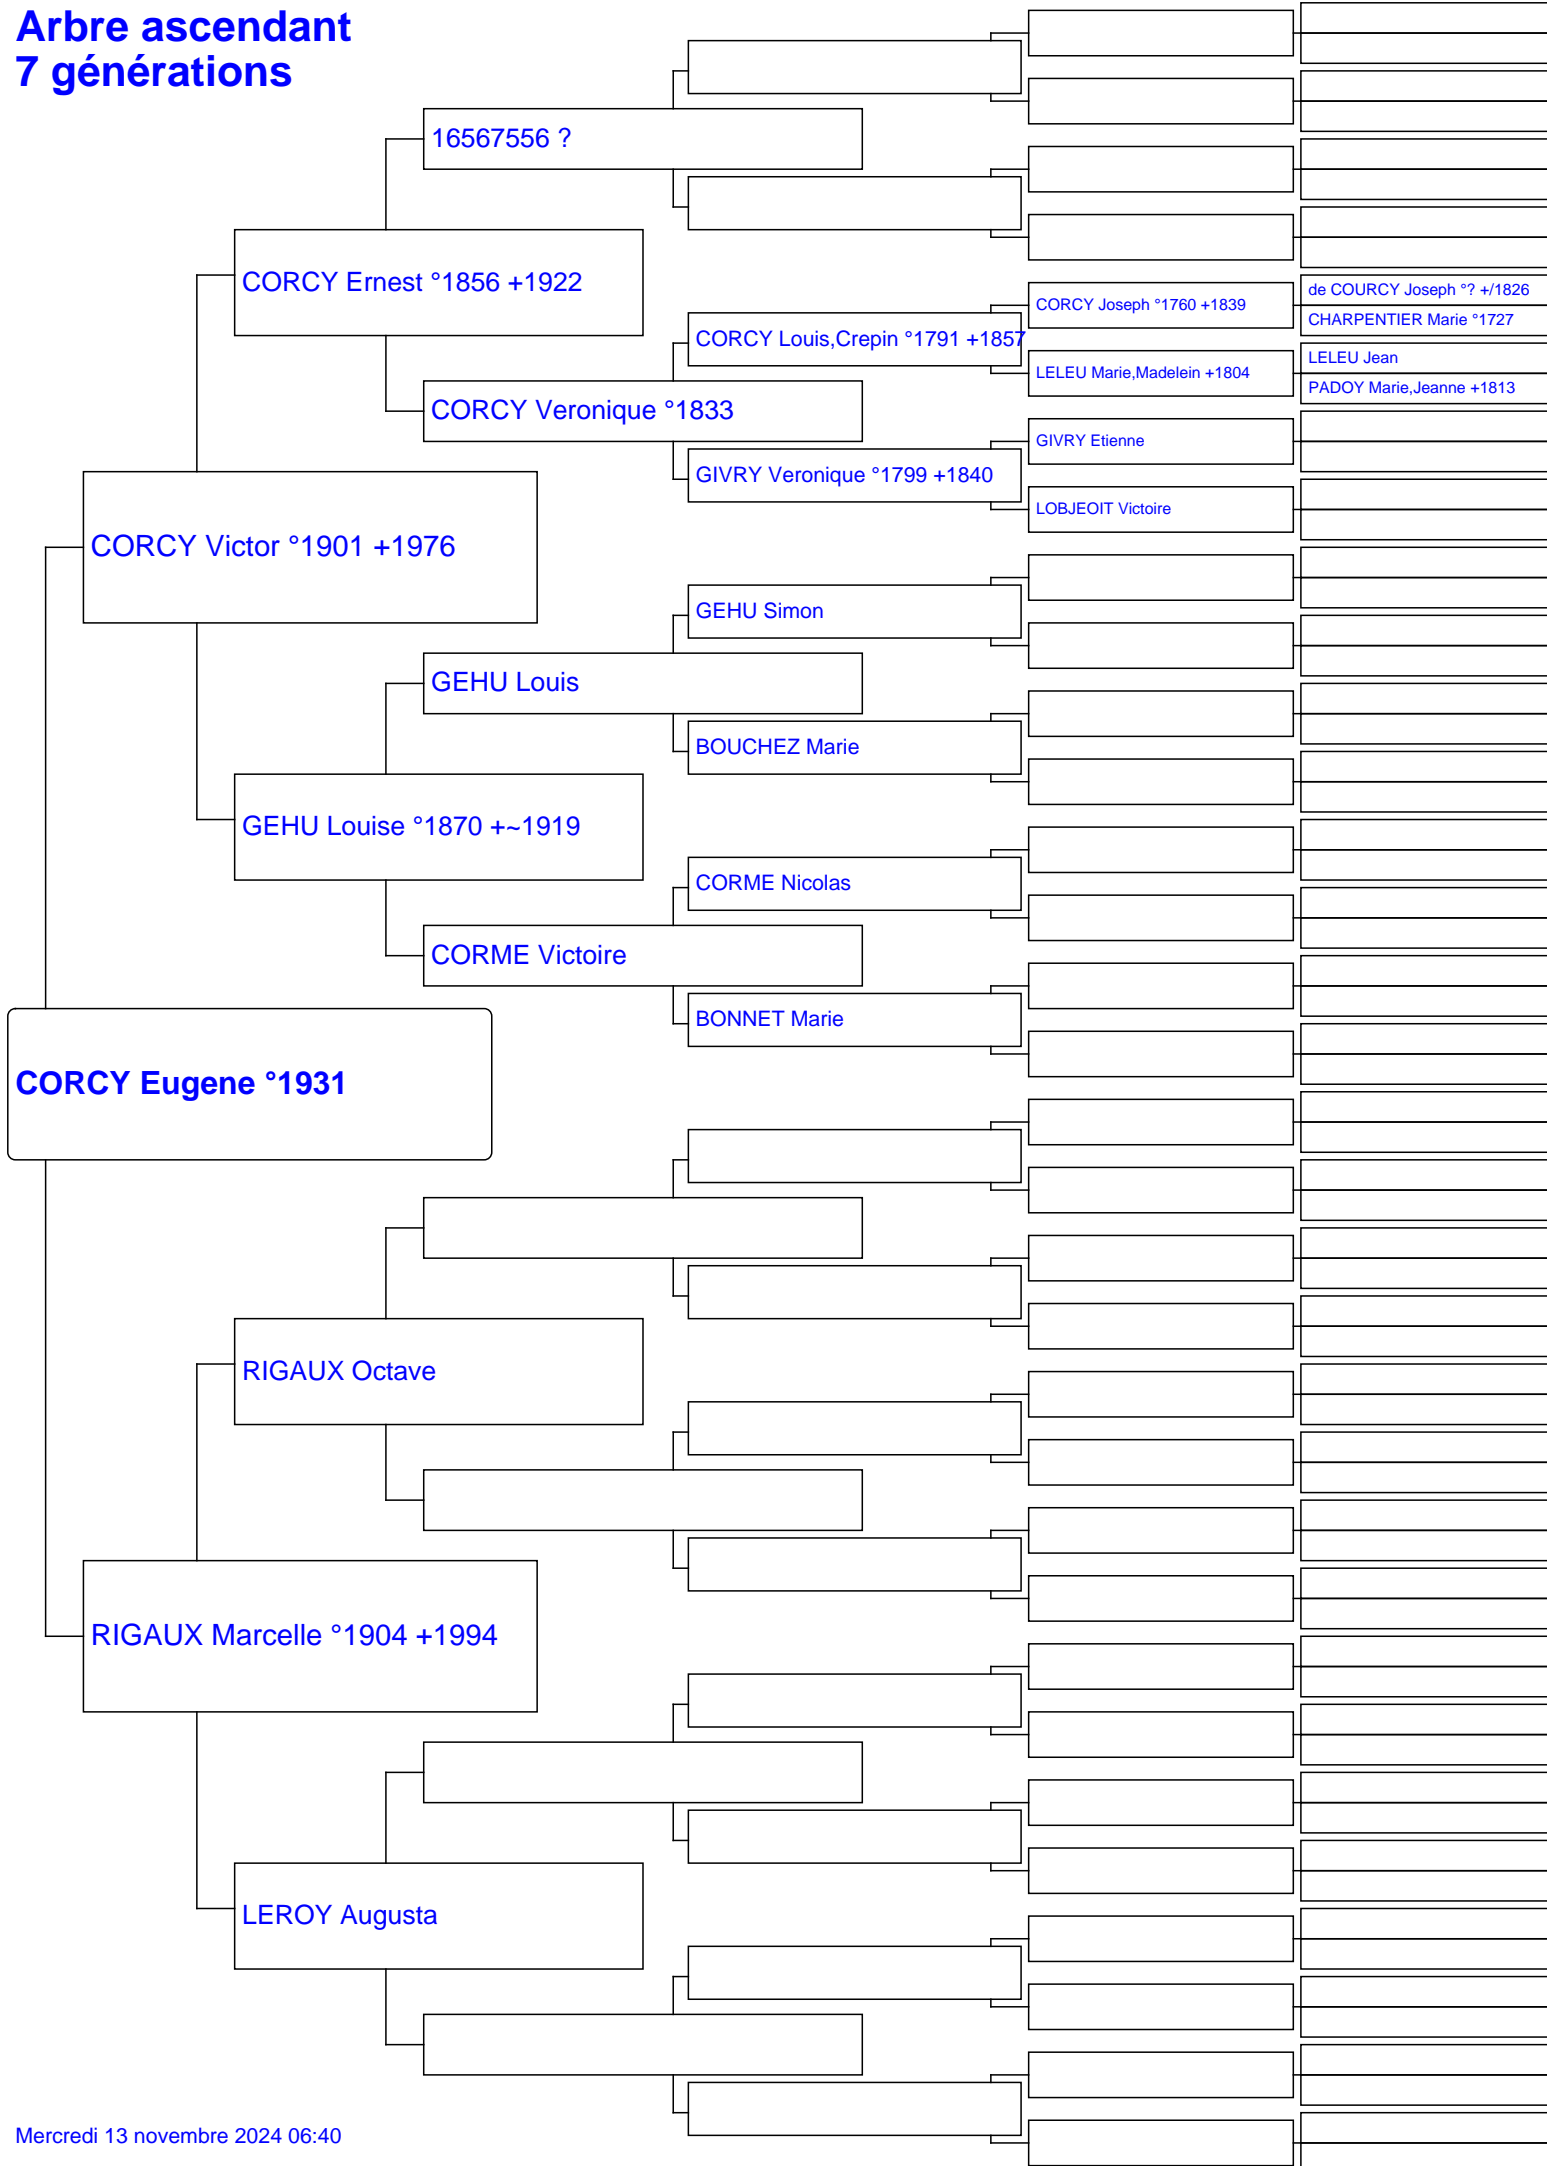 Arbre ascendant
7 générations
16567556 ?
CORCY Ernest °1856 +1922
de COURCY Joseph °? +/1826
CORCY Joseph °1760 +1839
CHARPENTIER Marie °1727
CORCY Louis,Crepin °1791 +1857
LELEU Jean
LELEU Marie,Madelein +1804
PADOY Marie,Jeanne +1813
CORCY Veronique °1833
GIVRY Etienne
GIVRY Veronique °1799 +1840
LOBJEOIT Victoire
CORCY Victor °1901 +1976
GEHU Simon
GEHU Louis
BOUCHEZ Marie
GEHU Louise °1870 +~1919
CORME Nicolas
CORME Victoire
BONNET Marie
CORCY Eugene °1931
RIGAUX Octave
RIGAUX Marcelle °1904 +1994
LEROY Augusta
Mercredi 13 novembre 2024 06:40